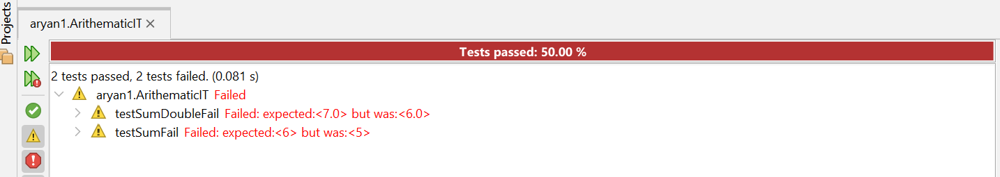 Projects
aryan1.ArithematicIT
Tests passed: 50.00 %
2 tests passed, 2 tests failed. (0.081 s)
aryan1.ArithematicIT Failed
testSumDoubleFail Failed: expected:<7.0> but was:<6.0>
testSumFail Failed: expected:<6> but was:<5>